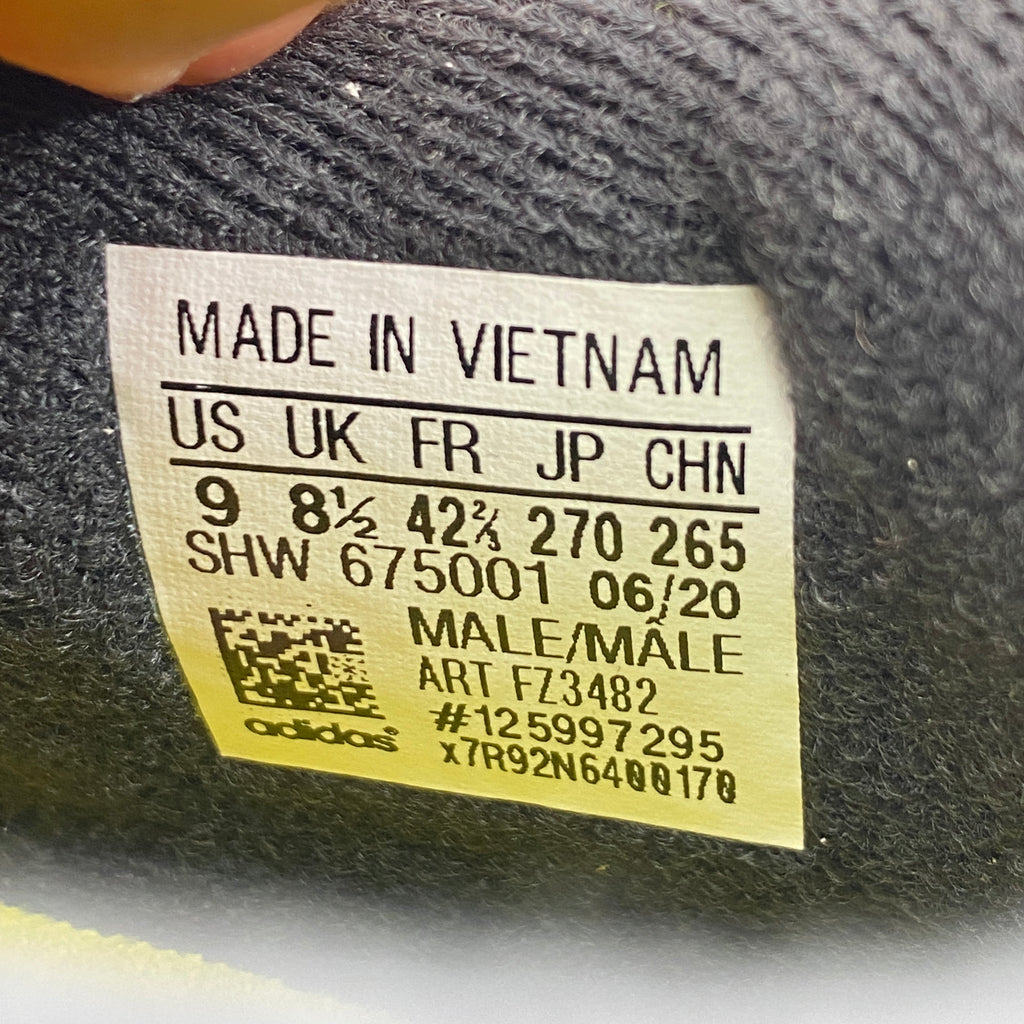 MADE IN VIETNAM
US UK FR JP CHN
9 8½ 42⅔ 270 265
SHW 675001 06/20
MALE/MÂLE
ART FZ3482
#125997295
adidas®
x7R92N6400170